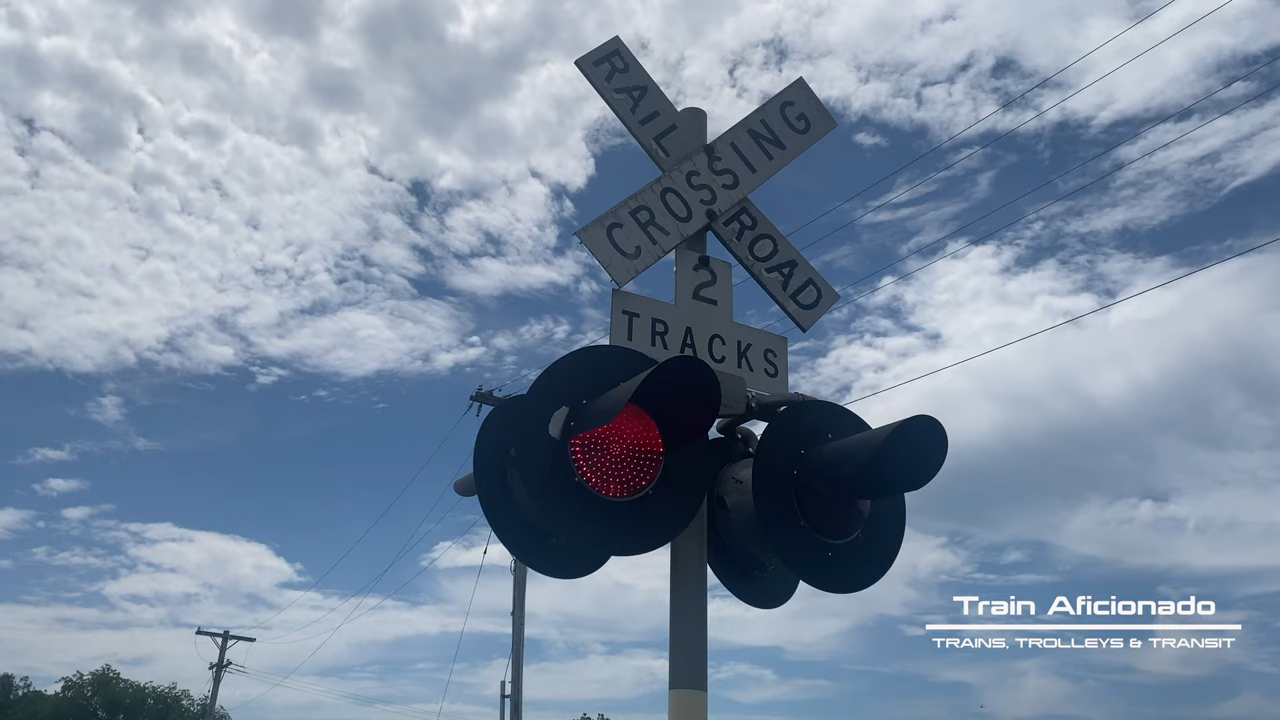 RAIL
CROSSING
ROAD
2
TRACKS
Train Aficionado
TRAINS, TROLLEYS & TRANSIT